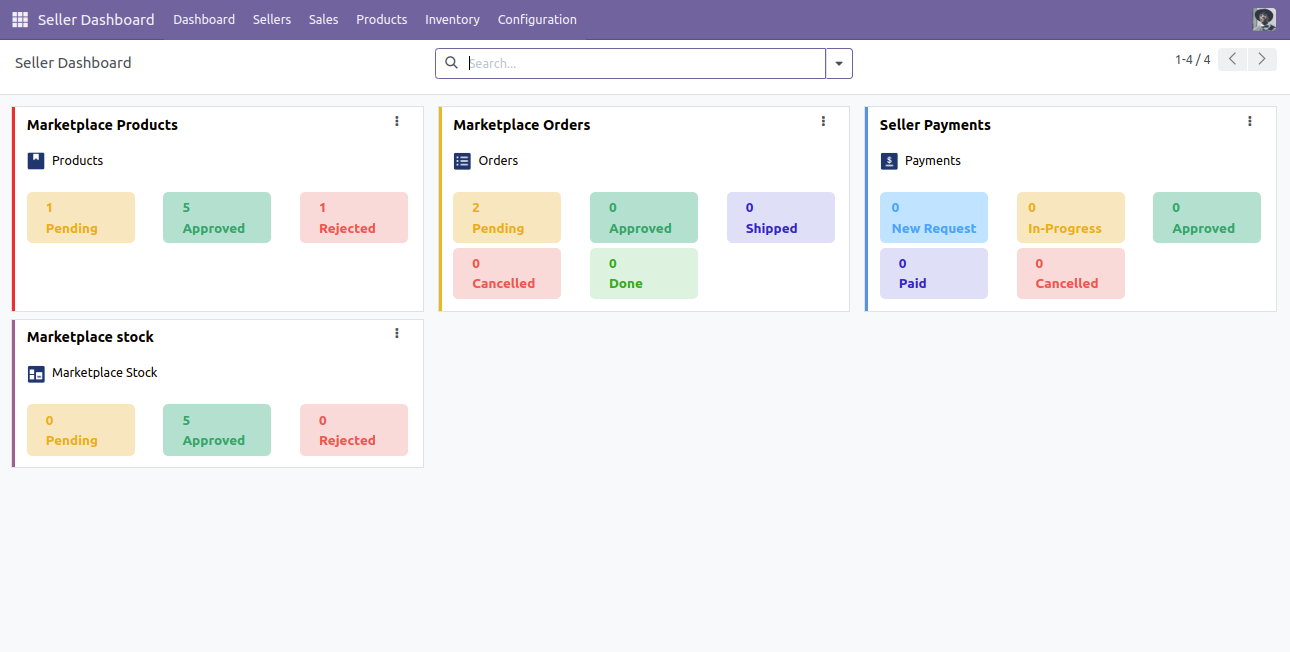 Seller Dashboard Dashboard Sellers Sales Products Inventory Configuration
Seller Dashboard Search... 1-4 / 4
Marketplace Products
Products
1 5 1
Pending Approved Rejected
Marketplace Orders
Orders
2 0 0
Pending Approved Shipped
0 0
Cancelled Done
Seller Payments
Payments
0 0 0
New Request In-Progress Approved
0 0
Paid Cancelled
Marketplace stock
Marketplace Stock
0 5 0
Pending Approved Rejected